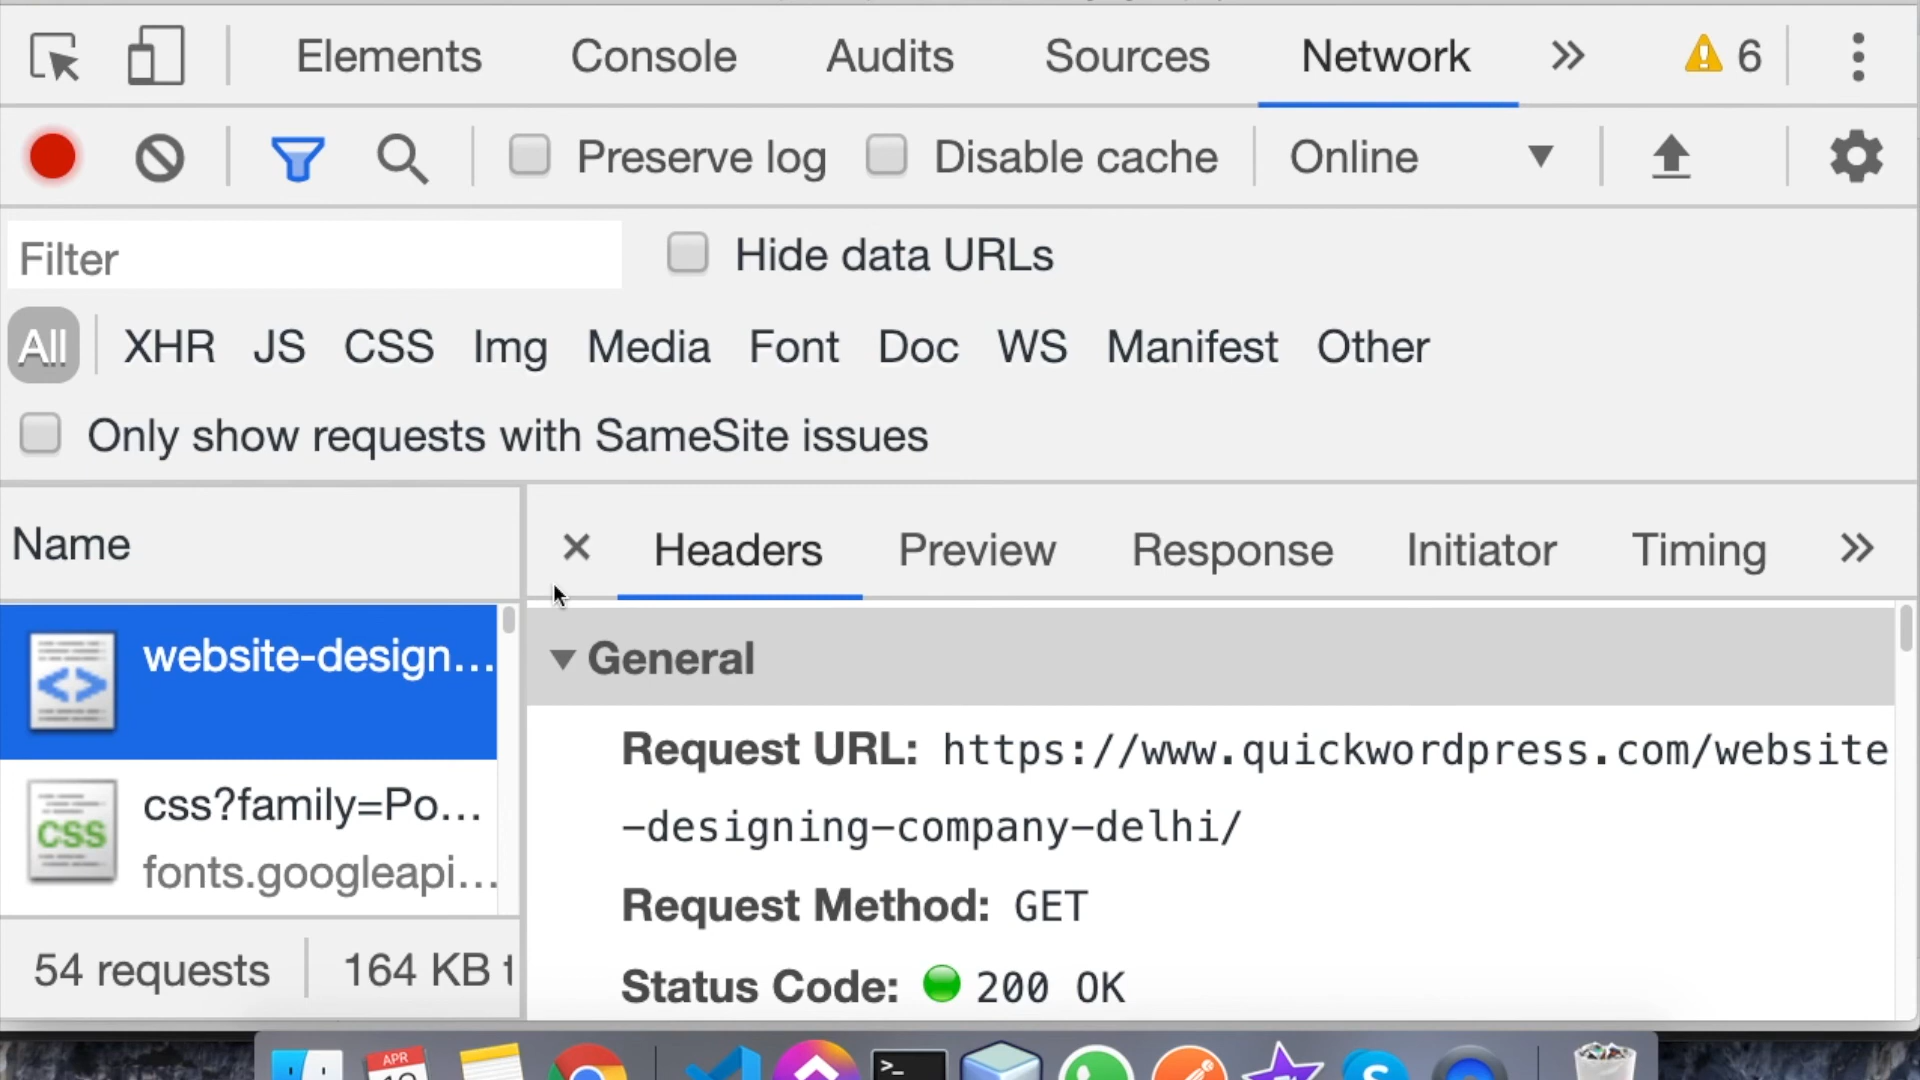 Elements Console Audits Sources Network » 6
Preserve log Disable cache Online
Filter Hide data URLs
All XHR JS CSS Img Media Font Doc WS Manifest Other
Only show requests with SameSite issues
Name × Headers Preview Response Initiator Timing »
website-design...
css?family=Po...
fonts.googleapi...
54 requests 164 KB t
General
Request URL: https://www.quickwordpress.com/website
-designing-company-delhi/
Request Method: GET
Status Code: 200 OK
<>
CSS
APR
>_
S